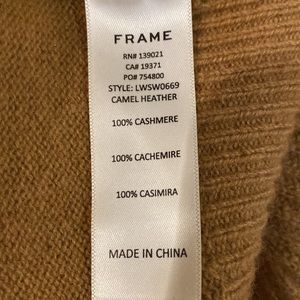 FRAME
RN# 139021
CA# 19371
PO# 754800
STYLE: LWSW0669
CAMEL HEATHER
100% CASHMERE
100% CACHEMIRE
100% CASIMIRA
MADE IN CHINA